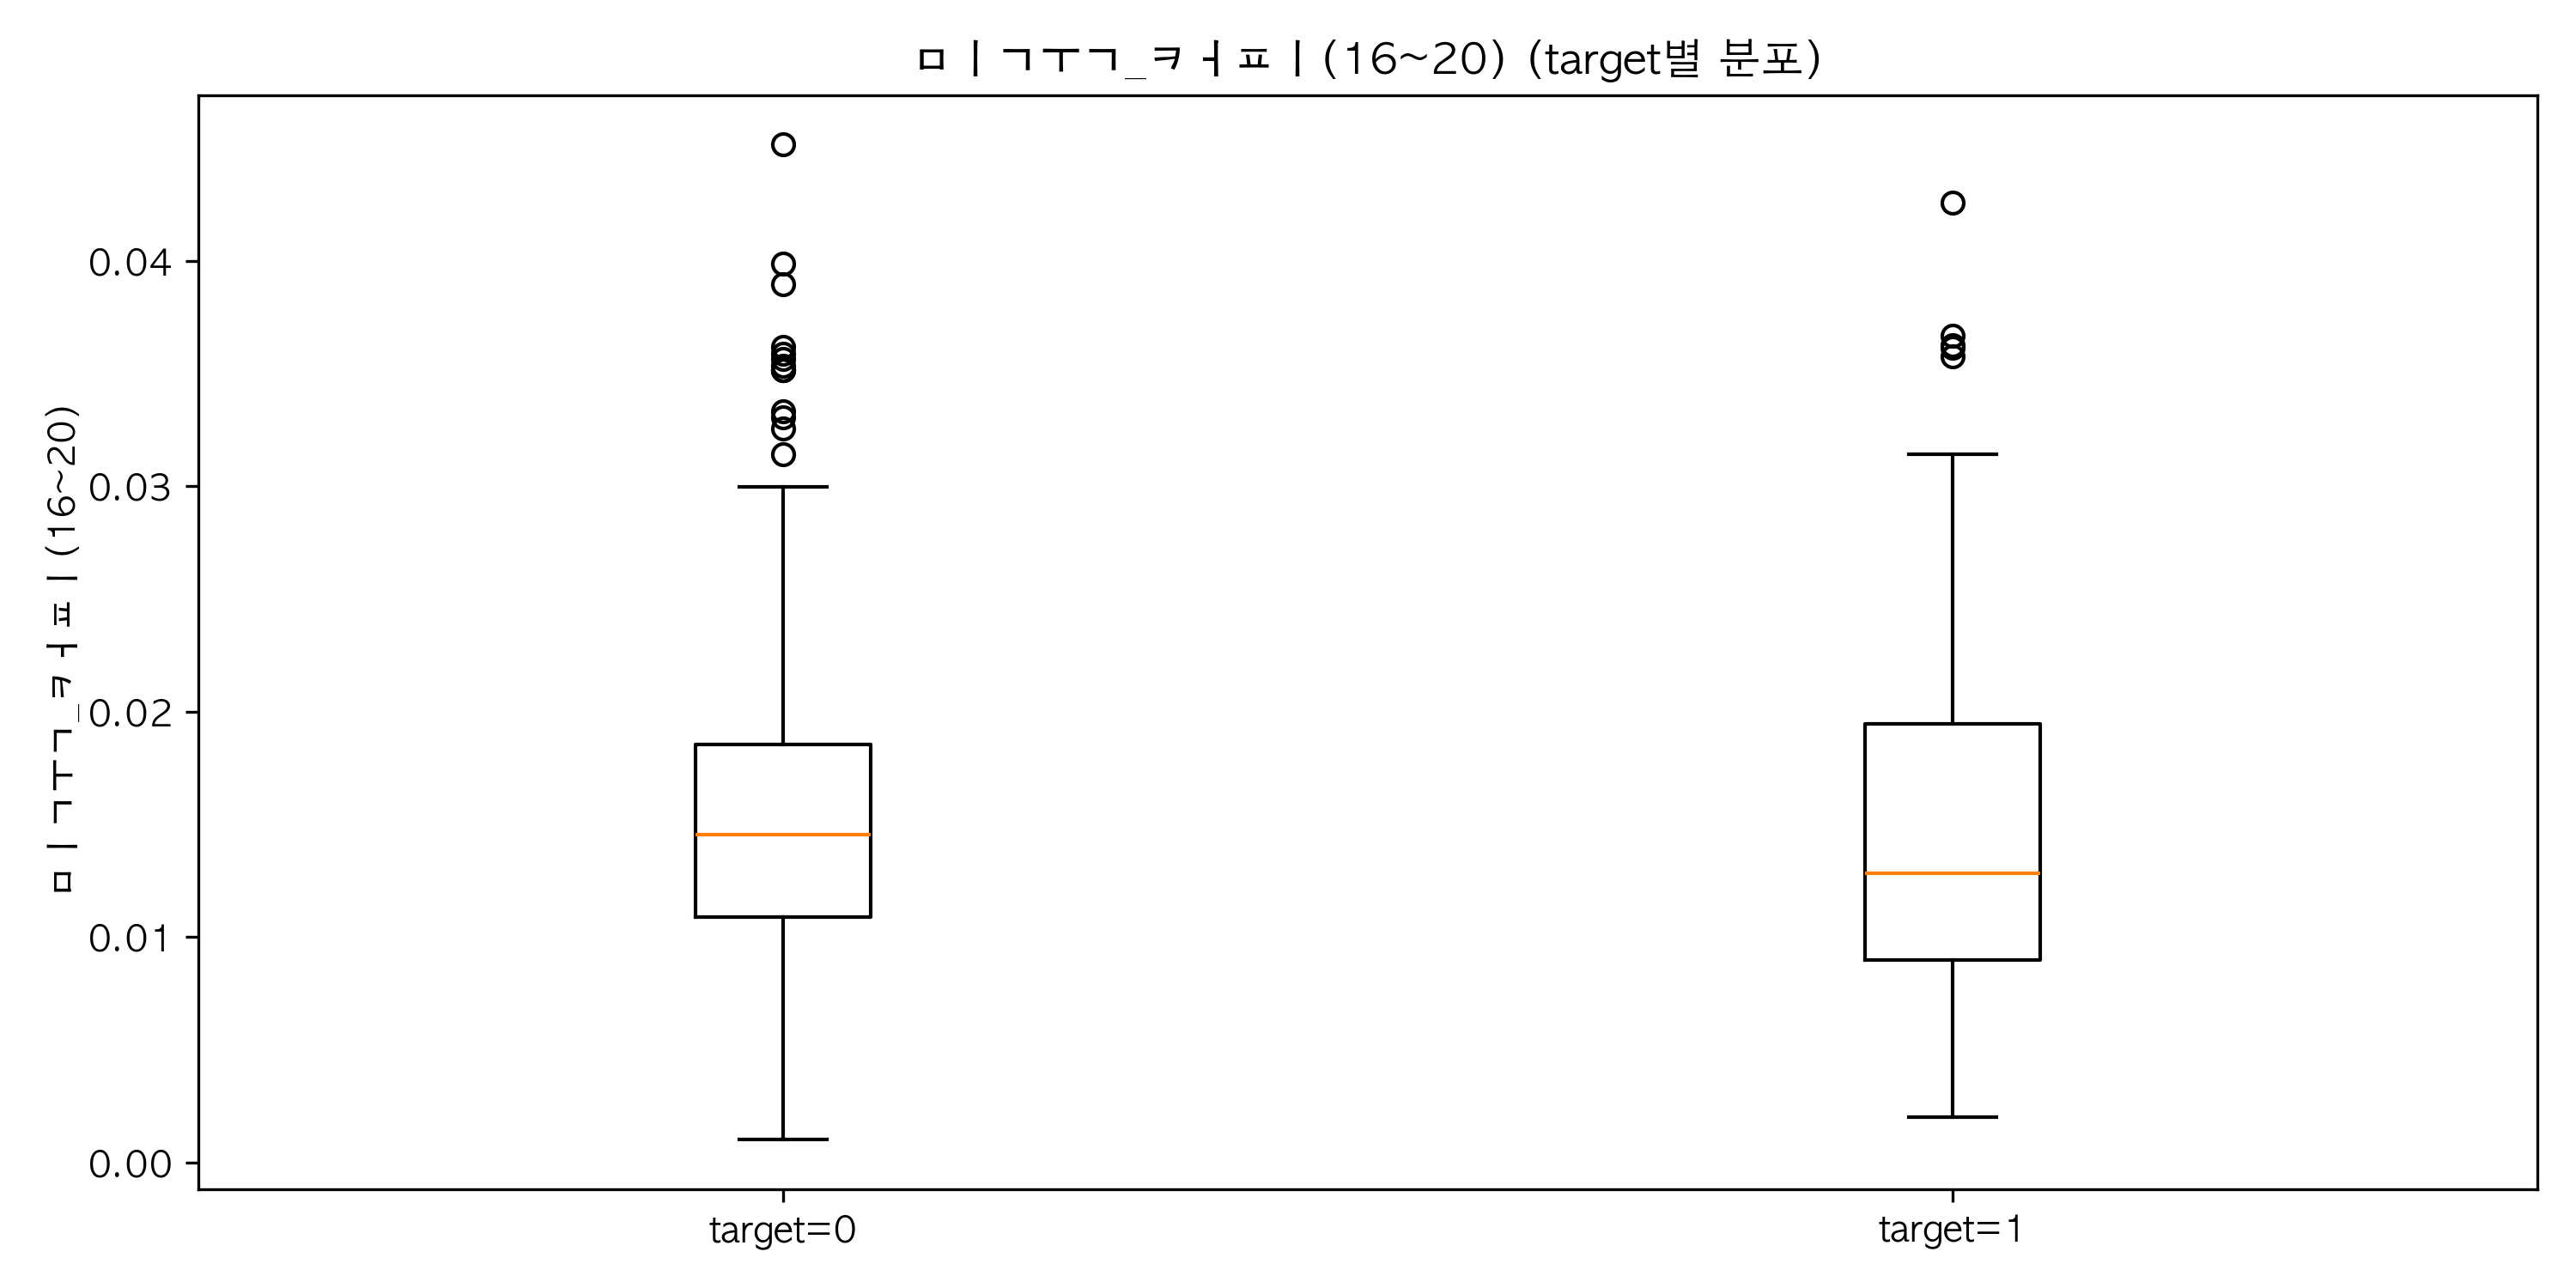 ㅁㅣㄱㅜㄱ_ㅋㅓㅍㅣ(16~20) (target별 분포)
ㅁㅣㄱㅜㄱ_ㅋㅓㅍㅣ(16~20)
0.04
0.03
0.02
0.01
0.00
target=0
target=1